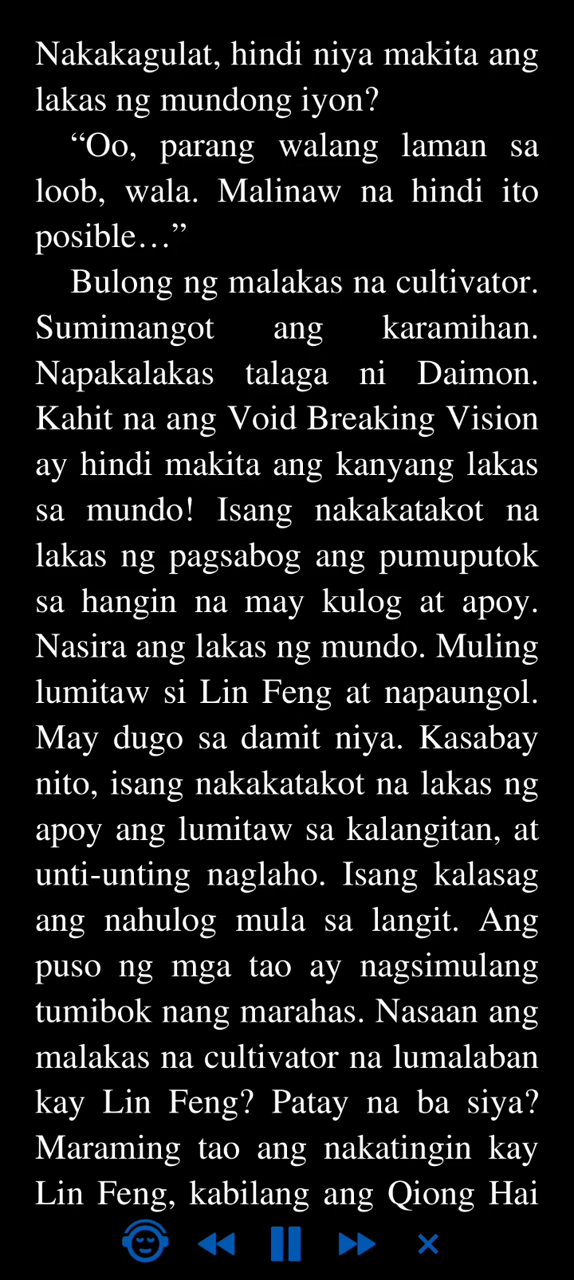 Nakakagulat, hindi niya makita ang
lakas ng mundong iyon?
“Oo, parang walang laman sa
loob, wala. Malinaw na hindi ito
posible…”
Bulong ng malakas na cultivator.
Sumimangot ang karamihan.
Napakalakas talaga ni Daimon.
Kahit na ang Void Breaking Vision
ay hindi makita ang kanyang lakas
sa mundo! Isang nakakatakot na
lakas ng pagsabog ang pumuputok
sa hangin na may kulog at apoy.
Nasira ang lakas ng mundo. Muling
lumitaw si Lin Feng at napaungol.
May dugo sa damit niya. Kasabay
nito, isang nakakatakot na lakas ng
apoy ang lumitaw sa kalangitan, at
unti-unting naglaho. Isang kalasag
ang nahulog mula sa langit. Ang
puso ng mga tao ay nagsimulang
tumibok nang marahas. Nasaan ang
malakas na cultivator na lumalaban
kay Lin Feng? Patay na ba siya?
Maraming tao ang nakatingin kay
Lin Feng, kabilang ang Qiong Hai